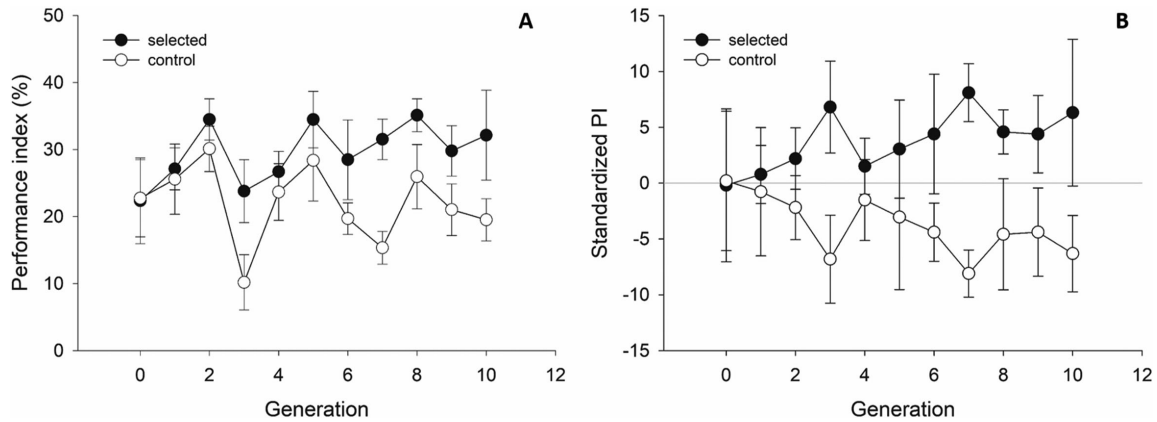 A
selected
control
Performance index (%)
50
40
30
20
10
0
0 2 4 6 8 10 12
Generation
B
selected
control
Standardized PI
15
10
5
0
-5
-10
-15
0 2 4 6 8 10 12
Generation